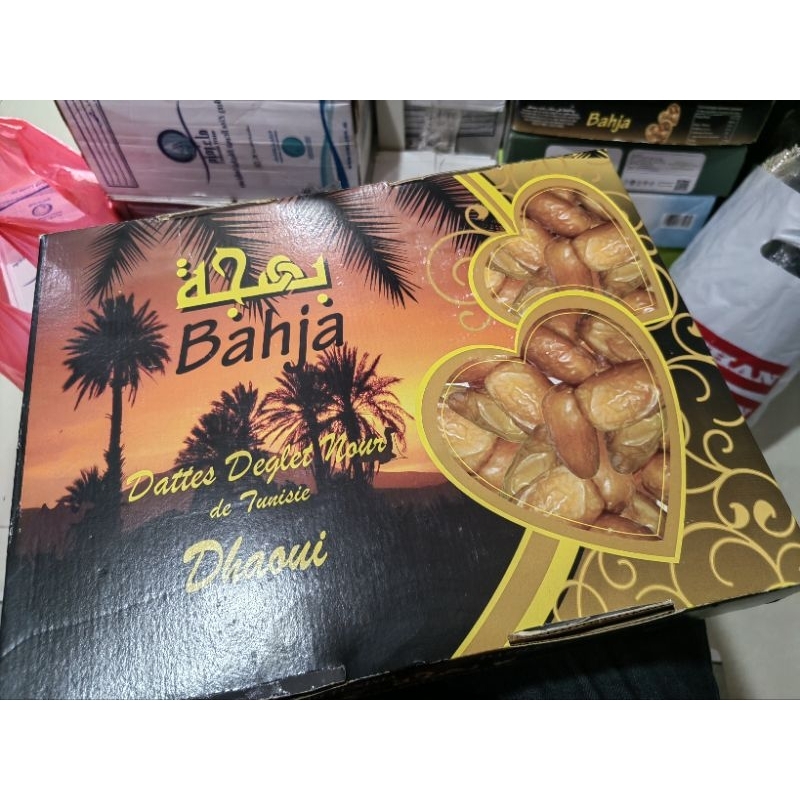 Bahja
بهجة
Bahja
Dattes Deglet Nour
de Tunisie
Dhaoui